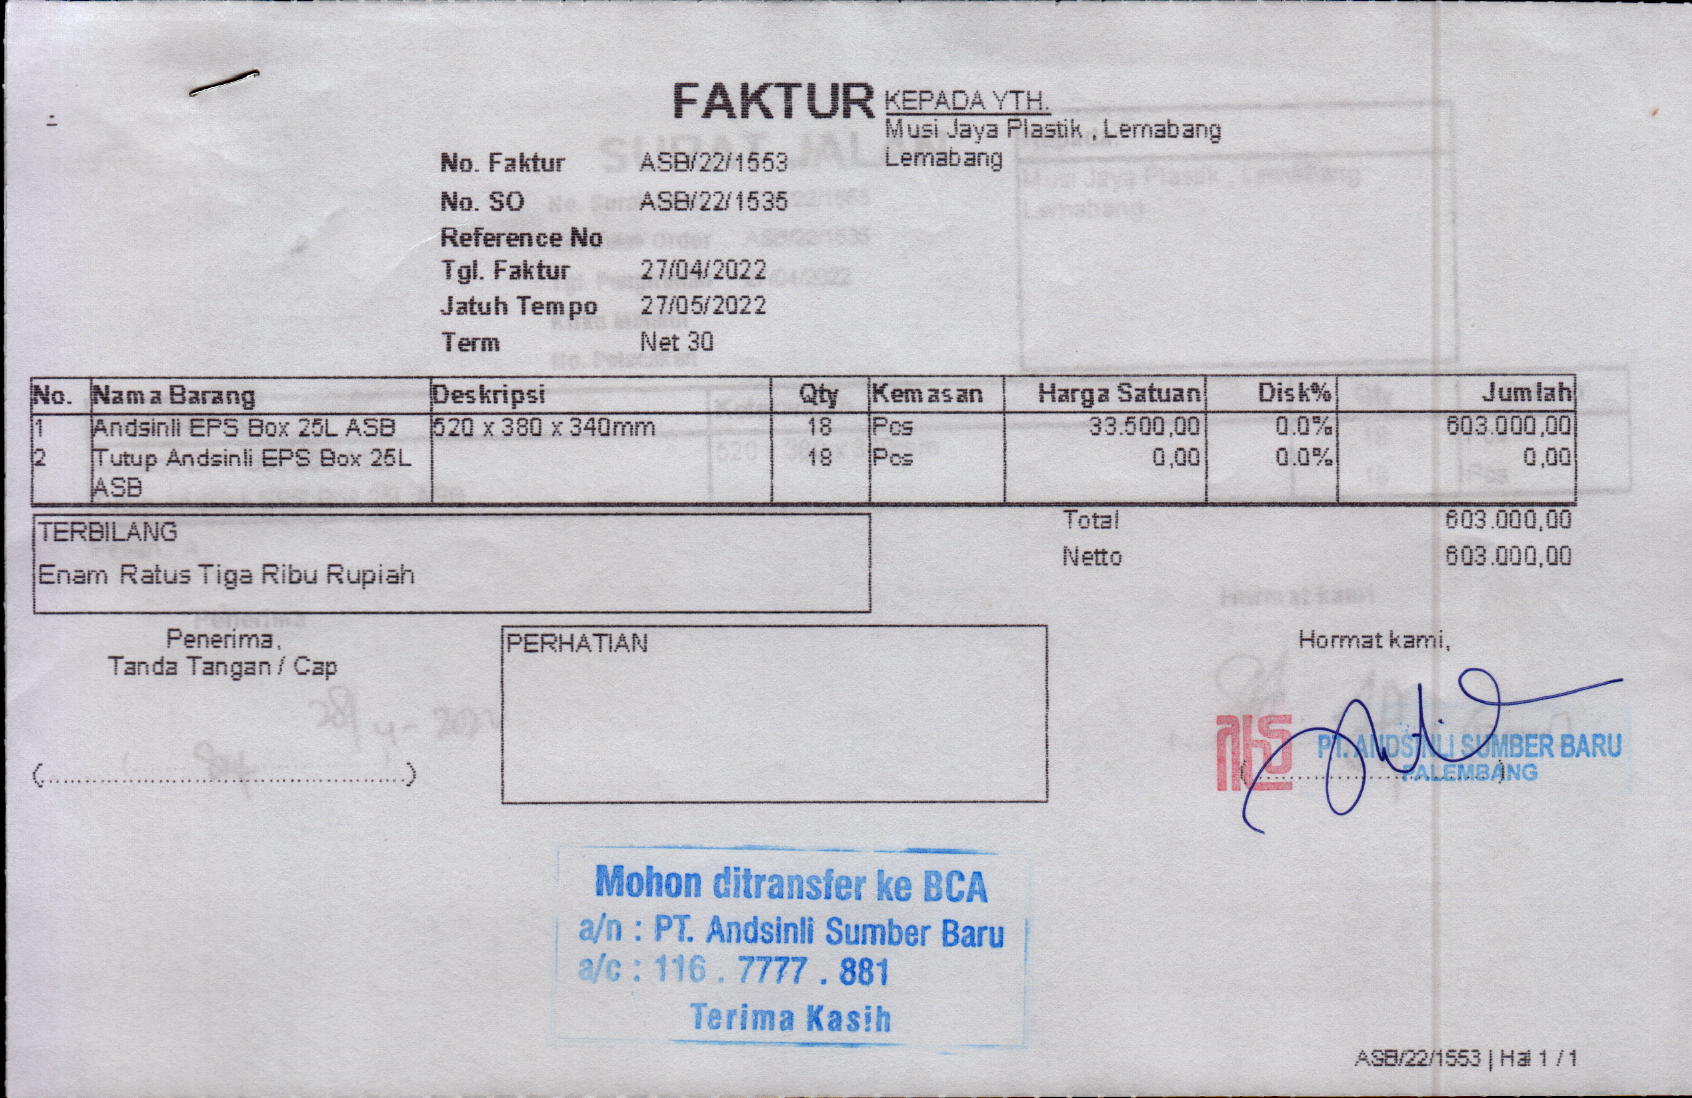 FAKTUR
KEPADA YTH.
Musi Jaya Plastik , Lemabang
Lemabang
No. Faktur ASB/22/1553
No. SO ASB/22/1535
Reference No
Tgl. Faktur 27/04/2022
Jatuh Tempo 27/05/2022
Term Net 30
No. Nama Barang Deskripsi Qty Kemasan Harga Satuan Disk% Jumlah
1 Andsinli EPS Box 25L ASB 520 x 380 x 340mm 18 Pcs 33.500,00 0.0% 603.000,00
2 Tutup Andsinli EPS Box 25L 18 Pcs 0,00 0.0% 0,00
ASB
TERBILANG
Enam Ratus Tiga Ribu Rupiah
Total 603.000,00
Netto 603.000,00
Penerima,
Tanda Tangan / Cap
(........................................................)
PERHATIAN
Hormat kami,
PT. ANDSINLI SUMBER BARU
PALEMBANG
Mohon ditransfer ke BCA
a/n : PT. Andsinli Sumber Baru
a/c : 116 . 7777 . 881
Terima Kasih
ASB/22/1553 | Hal 1 / 1